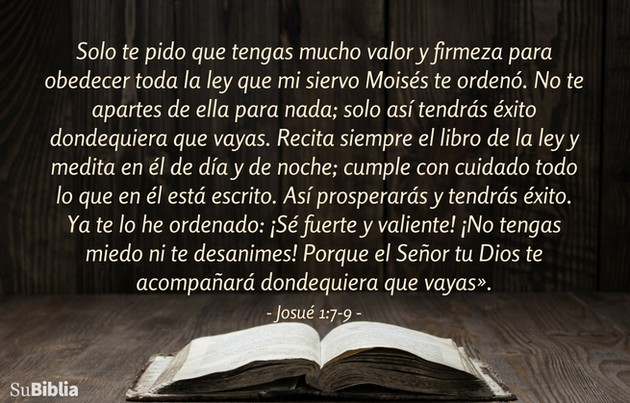 Solo te pido que tengas mucho valor y firmeza para
obedecer toda la ley que mi siervo Moisés te ordenó. No te
apartes de ella para nada; solo así tendrás éxito
dondequiera que vayas. Recita siempre el libro de la ley y
medita en él de día y de noche; cumple con cuidado todo
lo que en él está escrito. Así prosperarás y tendrás éxito.
Ya te lo he ordenado: ¡Sé fuerte y valiente! ¡No tengas
miedo ni te desanimes! Porque el Señor tu Dios te
acompañará dondequiera que vayas».
- Josué 1:7-9 -
SuBiblia